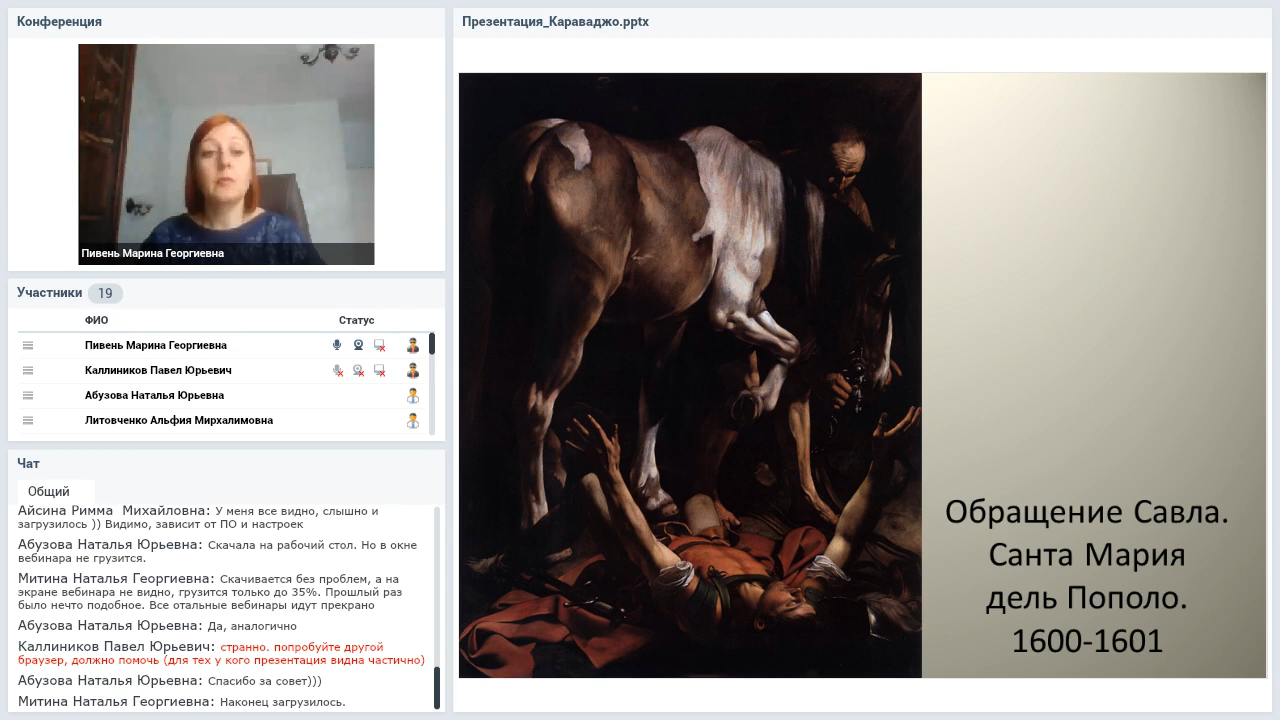 Конференция
Пивень Марина Георгиевна
Участники 19
ФИО Статус
Пивень Марина Георгиевна
Каллиников Павел Юрьевич
Абузова Наталья Юрьевна
Литовченко Альфия Мирхалимовна
Чат
Общий
Айсина Римма Михайловна: У меня все видно, слышно и
загрузилось )) Видимо, зависит от ПО и настроек
Абузова Наталья Юрьевна: Скачала на рабочий стол. Но в окне
вебинара не грузится.
Митина Наталья Георгиевна: Скачивается без проблем, а на
экране вебинара не видно, грузится только до 35%. Прошлый раз
было нечто подобное. Все отальные вебинары идут прекрано
Абузова Наталья Юрьевна: Да, аналогично
Каллиников Павел Юрьевич: странно. попробуйте другой
браузер, должно помочь (для тех у кого презентация видна частично)
Абузова Наталья Юрьевна: Спасибо за совет)))
Митина Наталья Георгиевна: Наконец загрузилось.
Презентация_Караваджо.pptx
Обращение Савла.
Санта Мария
дель Пополо.
1600-1601